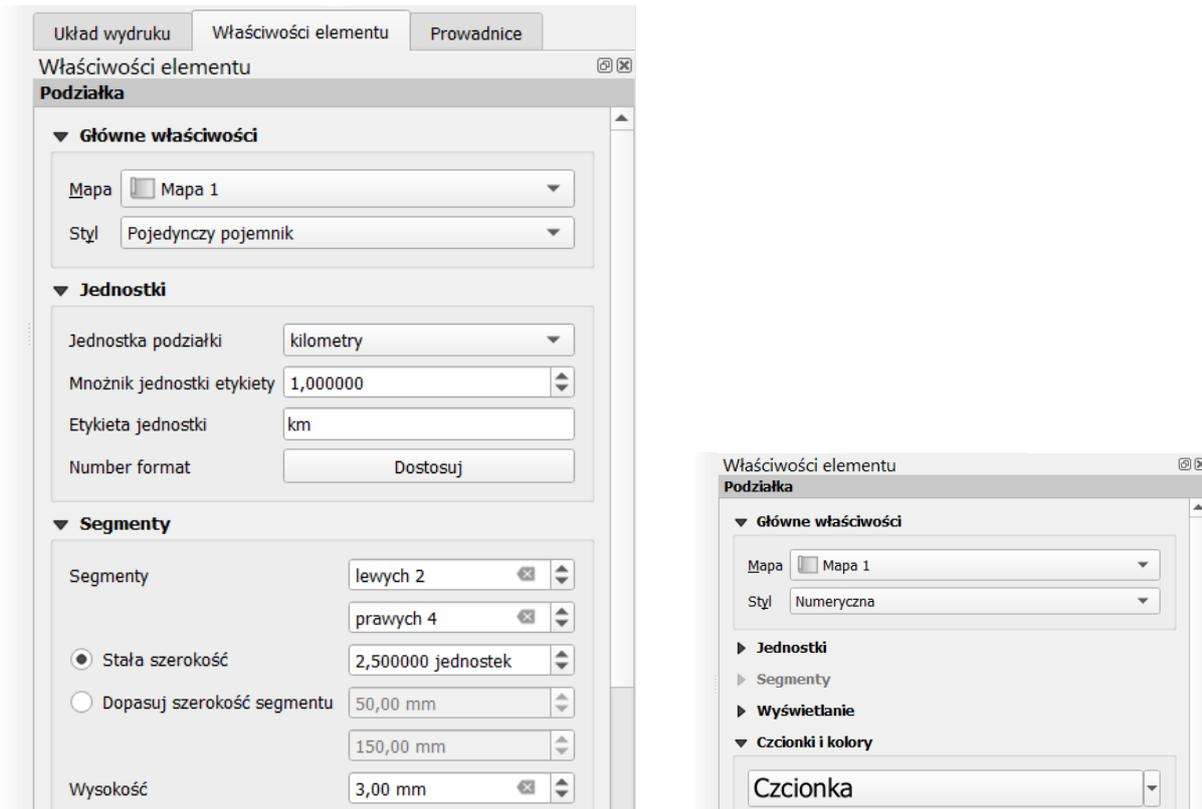 Układ wydruku Właściwości elementu Prowadnice
Właściwości elementu
Podziałka
Główne właściwości
Mapa Mapa 1
Styl Pojedynczy pojemnik
Jednostki
Jednostka podziałki kilometry
Mnożnik jednostki etykiety 1,000000
Etykieta jednostki km
Number format Dostosuj
Segmenty
Segmenty lewych 2
prawych 4
Stała szerokość 2,500000 jednostek
Dopasuj szerokość segmentu 50,00 mm
150,00 mm
Wysokość 3,00 mm
Właściwości elementu
Podziałka
Główne właściwości
Mapa Mapa 1
Styl Numeryczna
Jednostki
Segmenty
Wyświetlanie
Czcionki i kolory
Czcionka